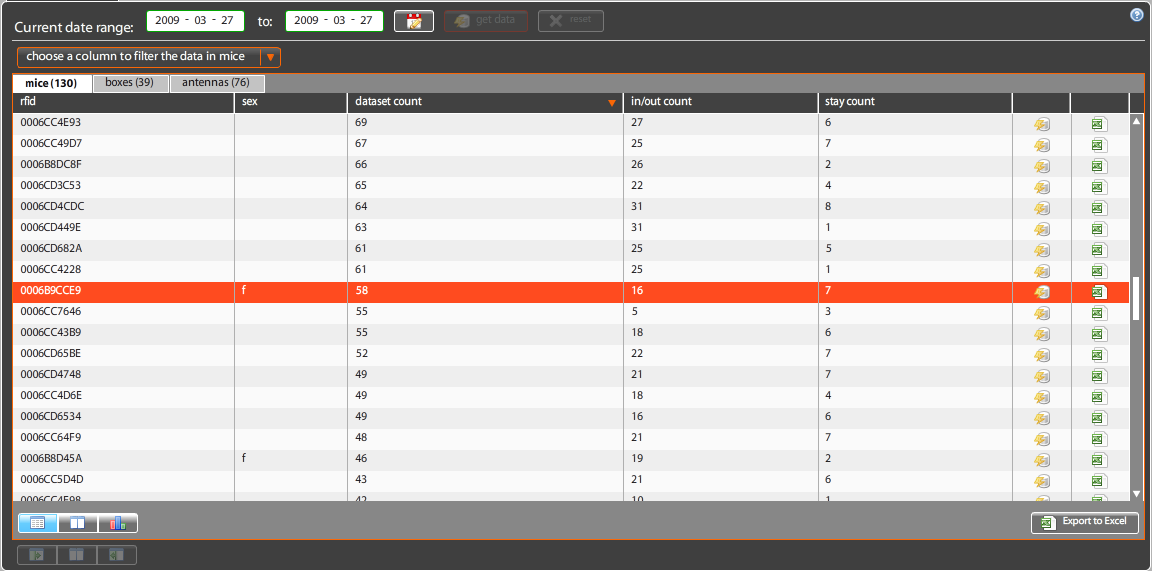 Current date range: 2009 - 03 - 27 to: 2009 - 03 - 27 get data reset
choose a column to filter the data in mice
mice (130) boxes (39) antennas (76)
rfid sex dataset count in/out count stay count
0006CC4E93 69 27 6
0006CC49D7 67 25 7
0006B8DC8F 66 26 2
0006CD3C53 65 22 4
0006CD4CDC 64 31 8
0006CD449E 63 31 1
0006CD682A 61 25 5
0006CC4228 61 25 1
0006B9CCE9 f 58 16 7
0006CC7646 55 5 3
0006CC43B9 55 18 6
0006CD65BE 52 22 7
0006CD4748 49 21 7
0006CC4D6E 49 18 4
0006CD6534 49 16 6
0006CC64F9 48 21 7
0006B8D45A f 46 19 2
0006CC5D4D 43 21 6
0006CC4F98 42 10 1
Export to Excel